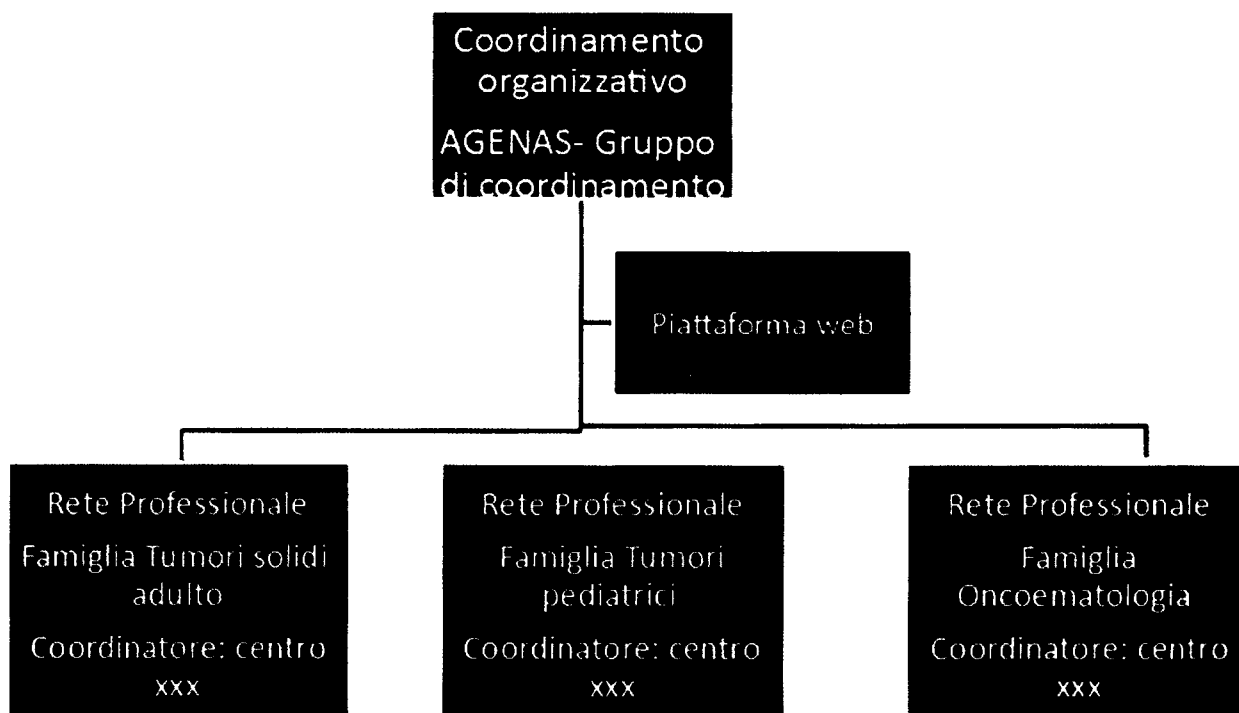 Coordinamento
organizzativo
AGENAS- Gruppo
di coordinamento
Piattaforma web
Rete Professionale
Famiglia Tumori solidi
adulto
Coordinatore: centro
xxx
Rete Professionale
Famiglia Tumori
pediatrici
Coordinatore: centro
xxx
Rete Professionale
Famiglia
Oncoematologia
Coordinatore: centro
xxx